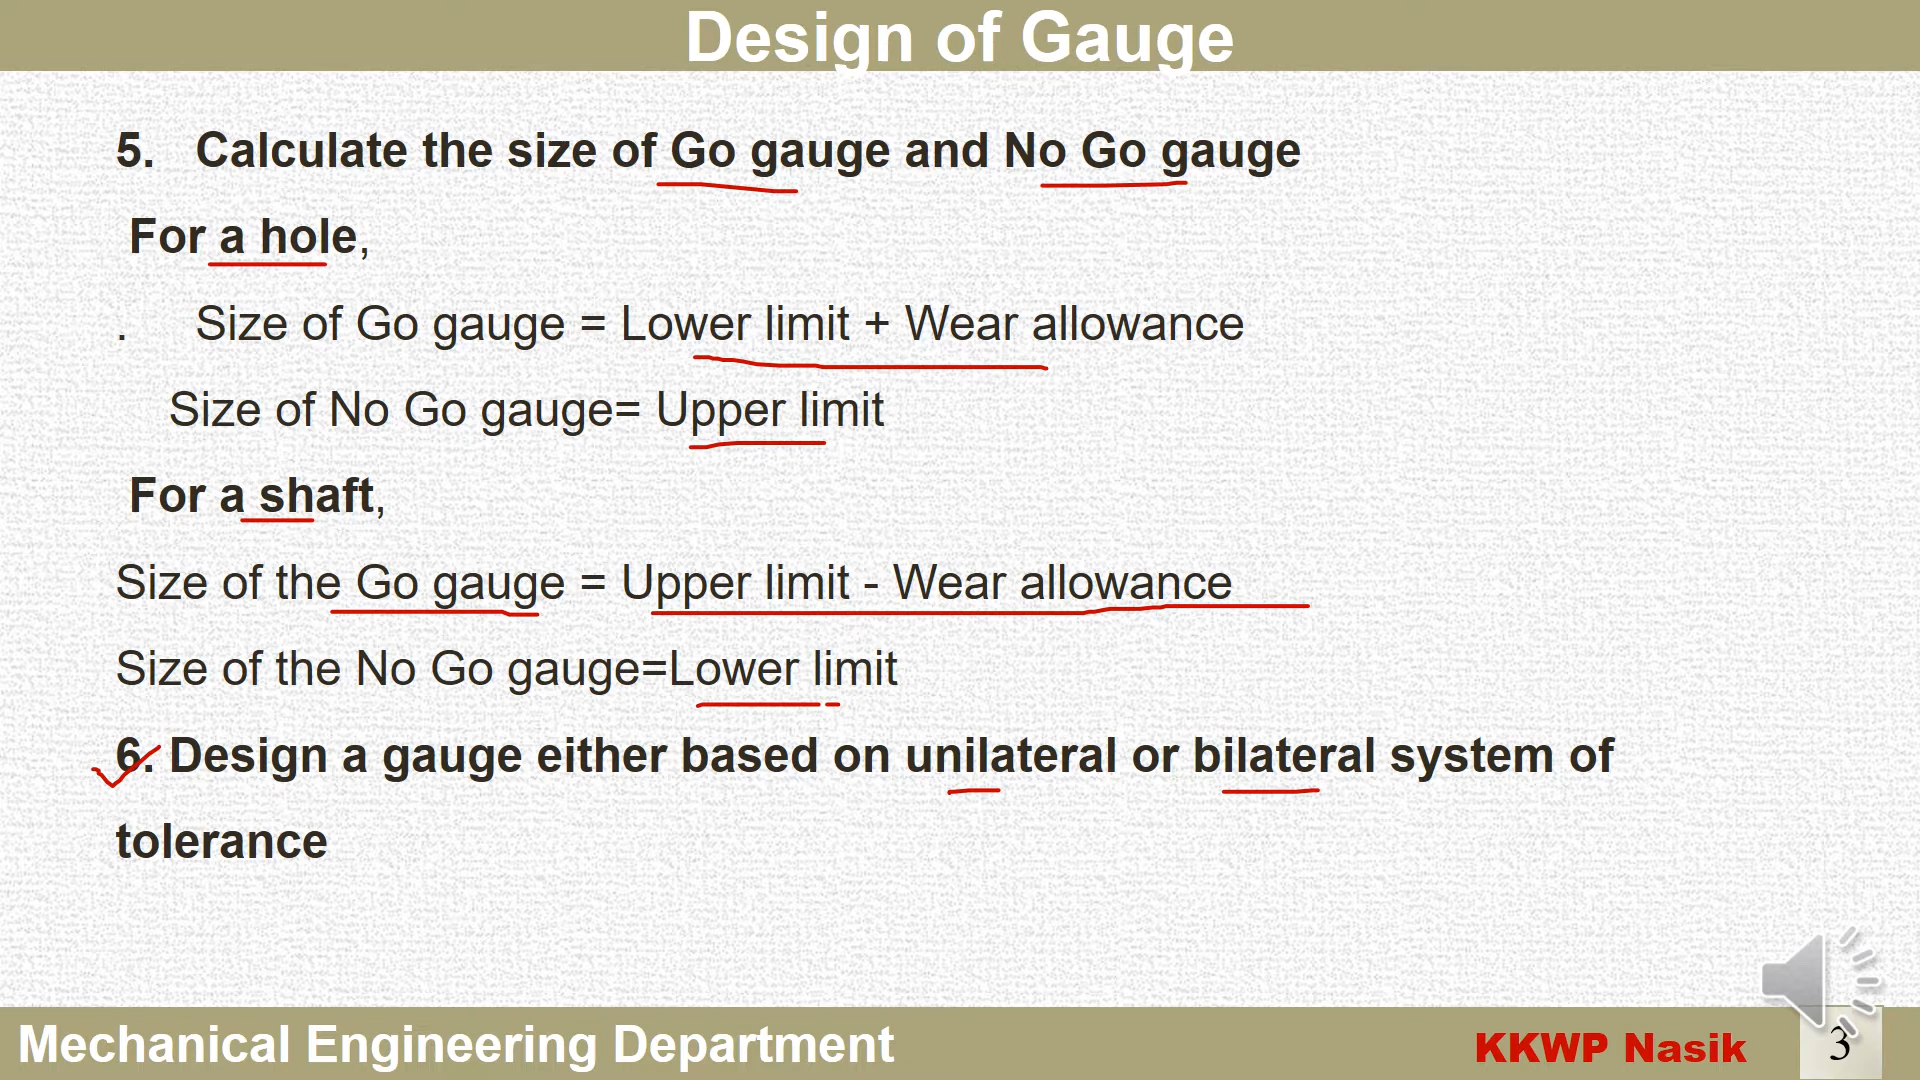 Design of Gauge
5. Calculate the size of Go gauge and No Go gauge
For a hole,
. Size of Go gauge = Lower limit + Wear allowance
Size of No Go gauge= Upper limit
For a shaft,
Size of the Go gauge = Upper limit - Wear allowance
Size of the No Go gauge=Lower limit
6. Design a gauge either based on unilateral or bilateral system of
tolerance
Mechanical Engineering Department
KKWP Nasik
3